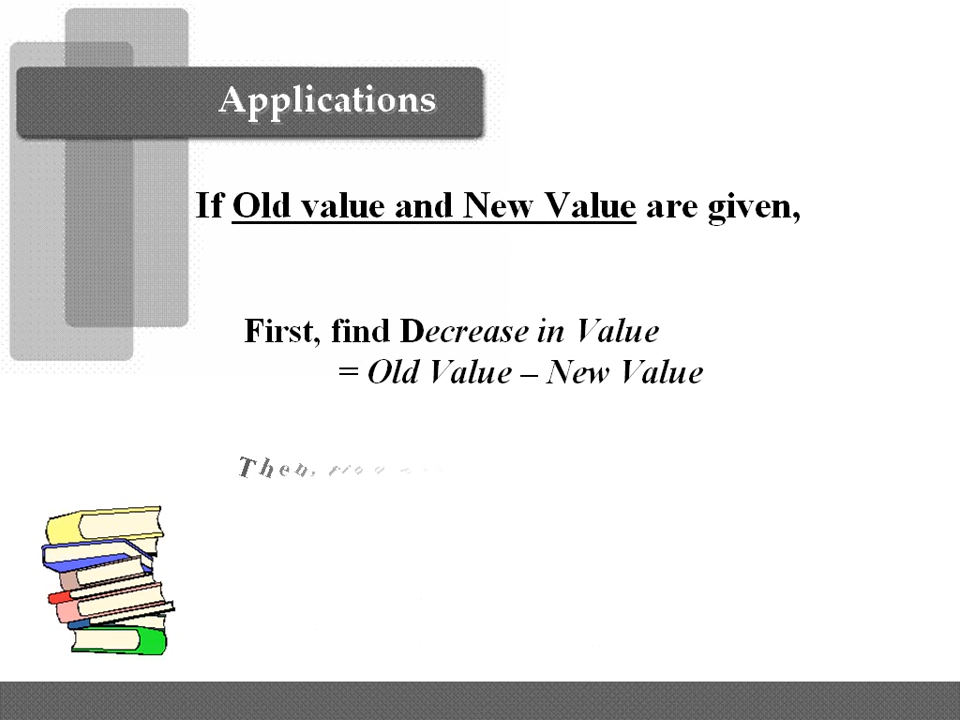 Applications
If Old value and New Value are given,
First, find Decrease in Value
= Old Value – New Value
Then,